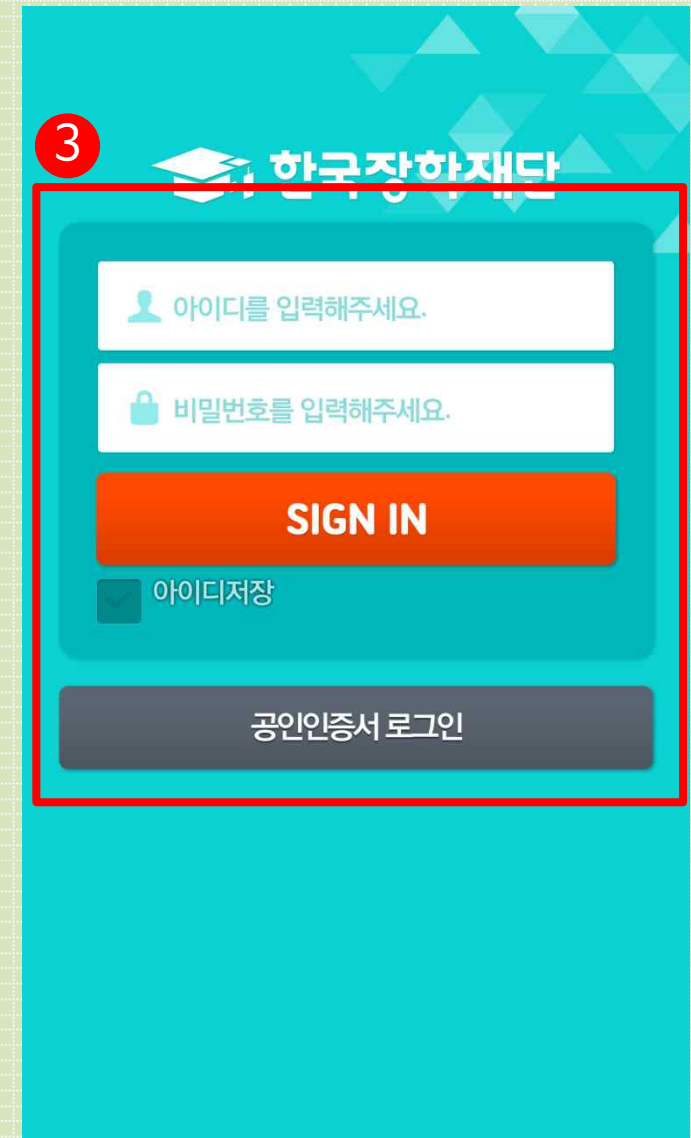 3
한국장학재단
아이디를 입력해주세요.
비밀번호를 입력해주세요.
SIGN IN
아이디저장
공인인증서 로그인